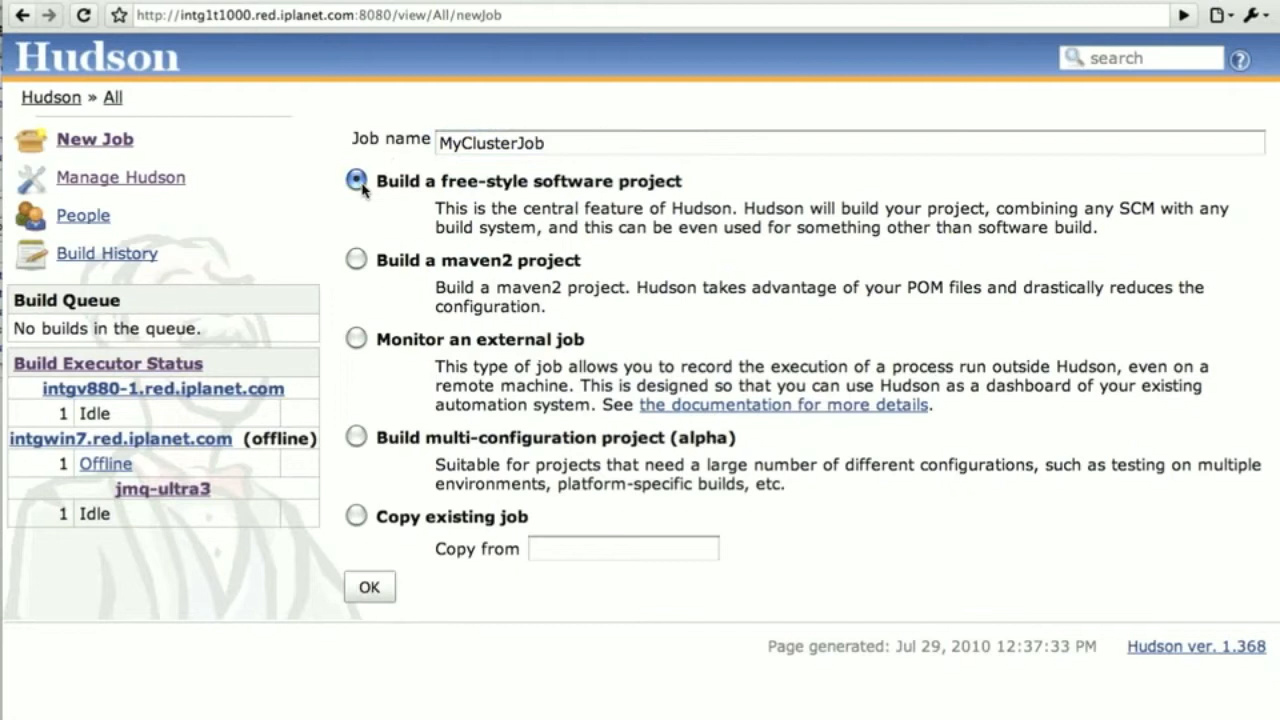 http://intg1t1000.red.iplanet.com:8080/view/All/newJob
Hudson
search
?
Hudson » All
New Job
Manage Hudson
People
Build History
Build Queue
No builds in the queue.
Build Executor Status
intgv880-1.red.iplanet.com
1 Idle
intgwin7.red.iplanet.com (offline)
1 Offline
jmq-ultra3
1 Idle
Job name MyClusterJob
Build a free-style software project
This is the central feature of Hudson. Hudson will build your project, combining any SCM with any
build system, and this can be even used for something other than software build.
Build a maven2 project
Build a maven2 project. Hudson takes advantage of your POM files and drastically reduces the
configuration.
Monitor an external job
This type of job allows you to record the execution of a process run outside Hudson, even on a
remote machine. This is designed so that you can use Hudson as a dashboard of your existing
automation system. See the documentation for more details.
Build multi-configuration project (alpha)
Suitable for projects that need a large number of different configurations, such as testing on multiple
environments, platform-specific builds, etc.
Copy existing job
Copy from
OK
Page generated: Jul 29, 2010 12:37:33 PM Hudson ver. 1.368